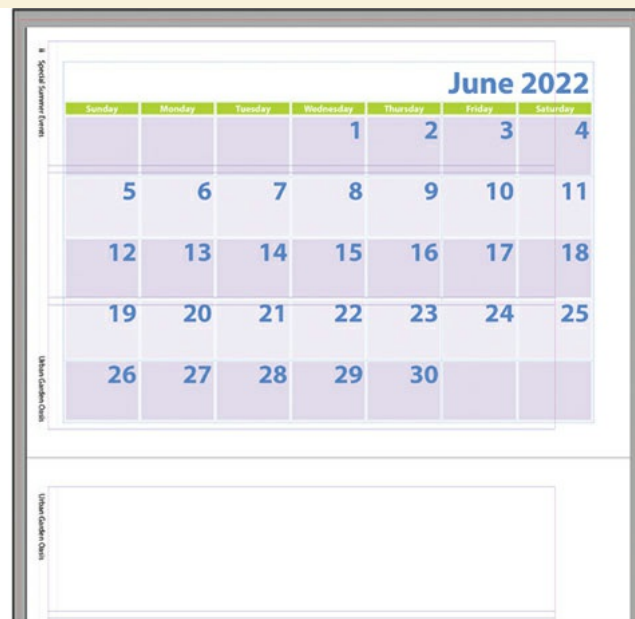 ii Special Summer Events
June 2022
Sunday Monday Tuesday Wednesday Thursday Friday Saturday
1 2 3 4
5 6 7 8 9 10 11
12 13 14 15 16 17 18
19 20 21 22 23 24 25
26 27 28 29 30
Urban Garden Oasis
Urban Garden Oasis